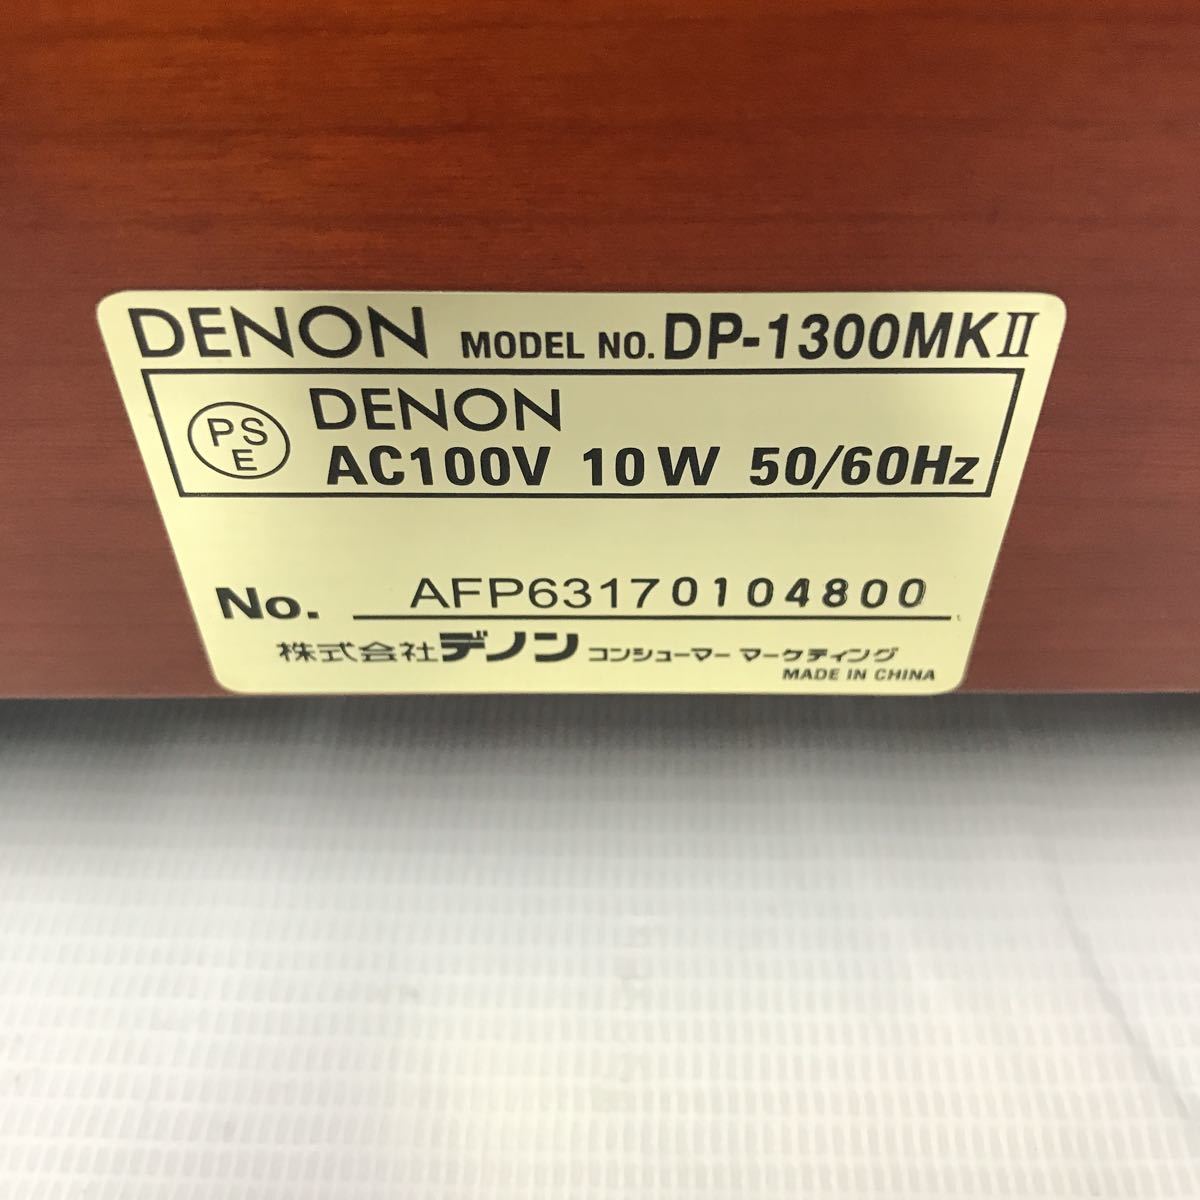 DENON MODEL NO. DP-1300MKⅡ
PSE DENON
AC100V 10W 50/60Hz
No. AFP63170104800
株式会社デノン コンシューマー マーケティング
MADE IN CHINA